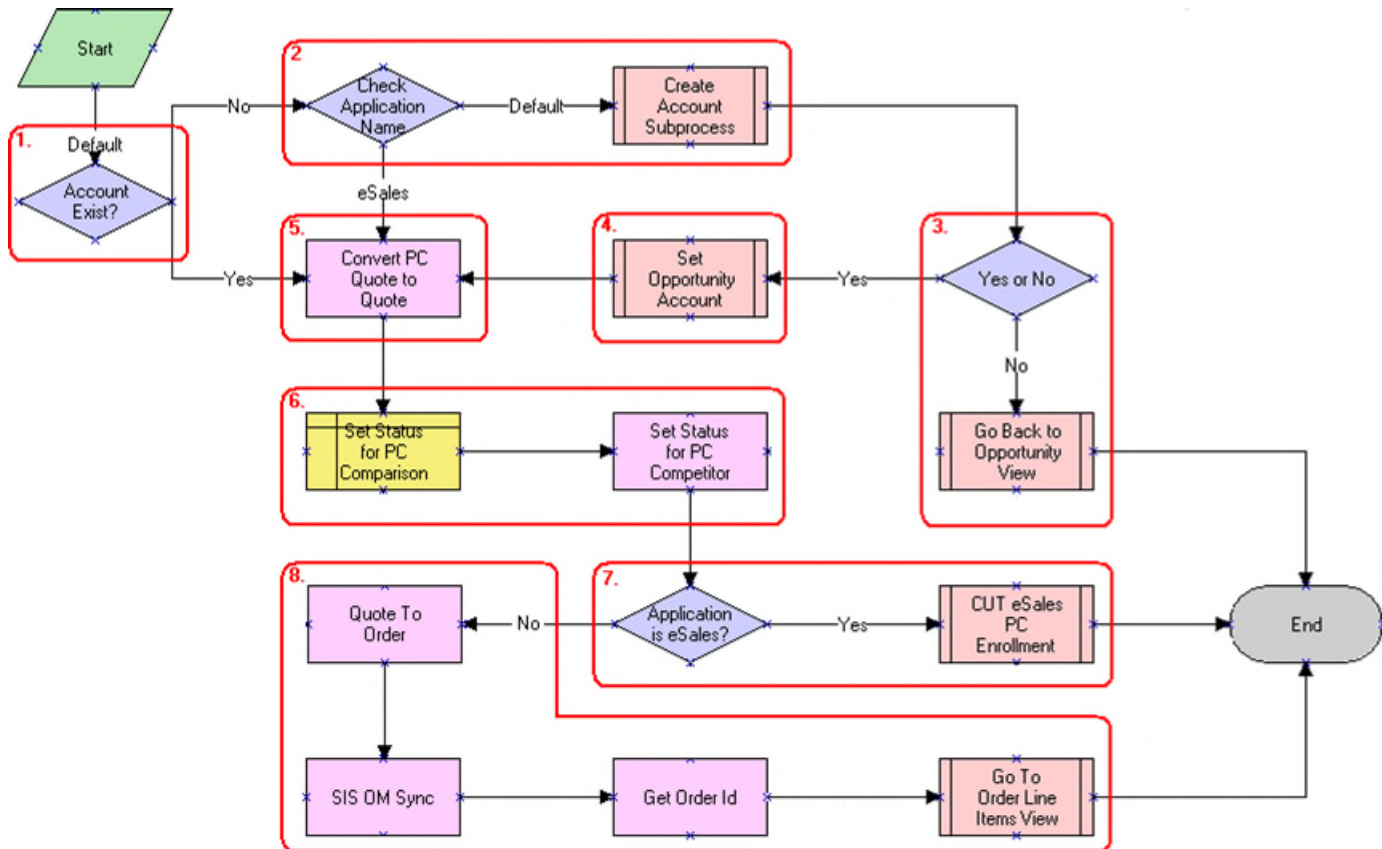 Start
2
No
Check
Application
Name
Default
Create
Account
Subprocess
1.
Default
Account
Exist?
eSales
5.
Convert PC
Quote to
Quote
Yes
4.
Set
Opportunity
Account
Yes
3.
Yes or No
No
Go Back to
Opportunity
View
6.
Set Status
for PC
Comparison
Set Status
for PC
Competitor
8.
Quote To
Order
No
7.
Application
is eSales?
Yes
CUT eSales
PC
Enrollment
End
SIS OM Sync
Get Order Id
Go To
Order Line
Items View